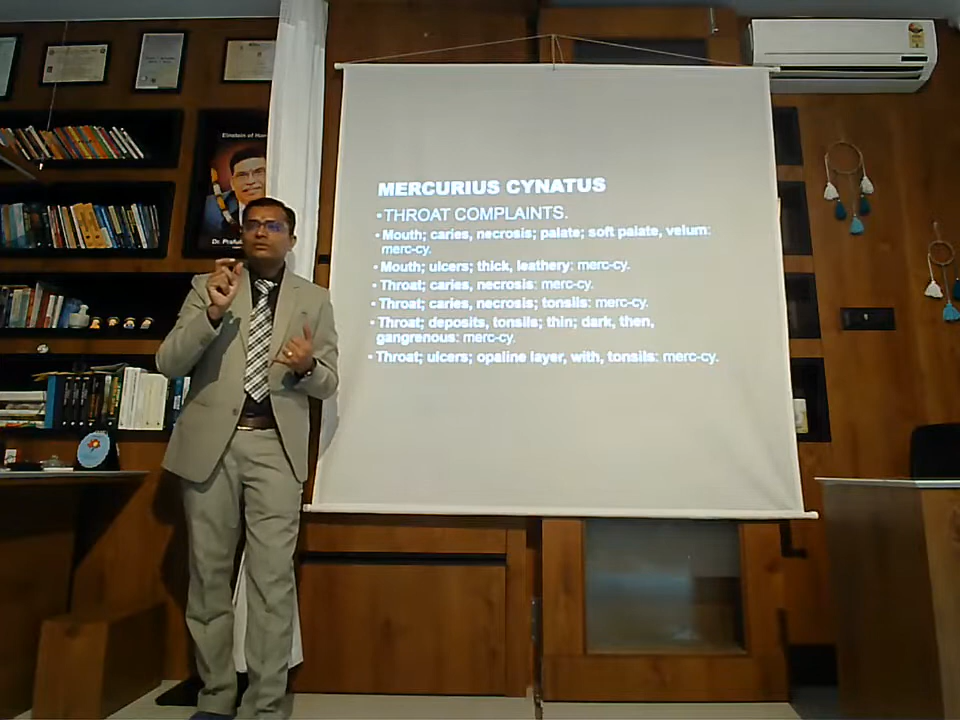 Einstein of Hom
Dr. Praful
MERCURIUS CYNATUS
•THROAT COMPLAINTS.
•Mouth; caries, necrosis; palate; soft palate, velum:
merc-cy.
•Mouth; ulcers; thick, leathery: merc-cy.
•Throat; caries, necrosis: merc-cy.
•Throat; caries, necrosis; tonsils: merc-cy.
•Throat; deposits, tonsils; thin; dark, then,
gangrenous: merc-cy.
•Throat; ulcers; opaline layer, with, tonsils: merc-cy.